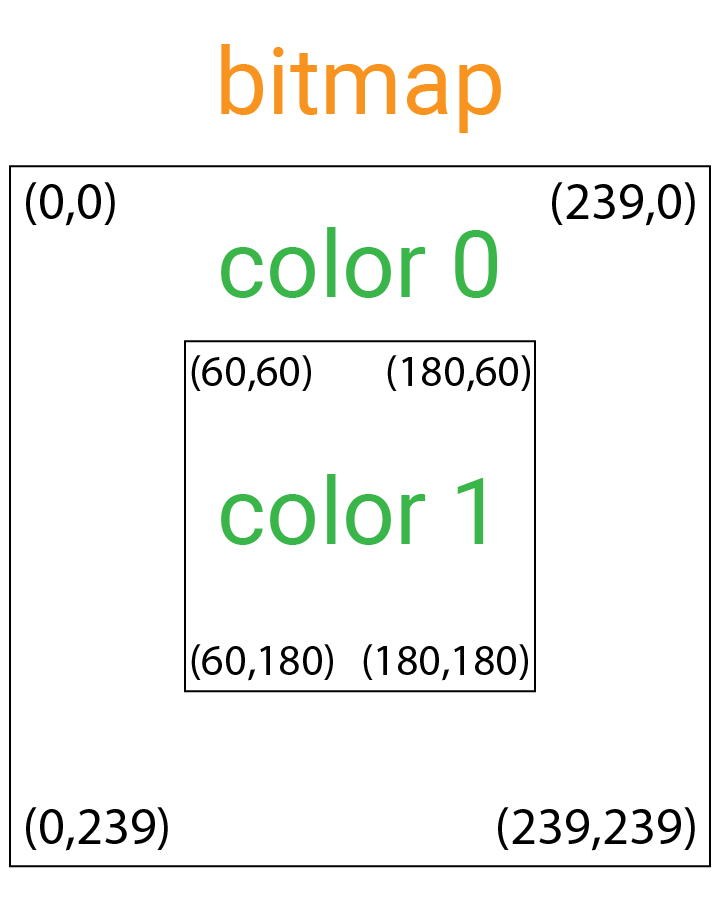 bitmap
(0,0) (239,0)
color 0
(60,60) (180,60)
color 1
(60,180) (180,180)
(0,239) (239,239)